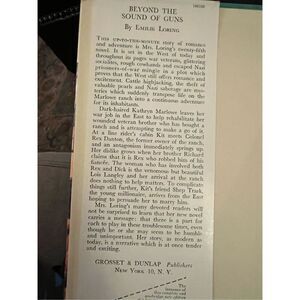 BEYOND THE
SOUND OF GUNS
By Emilie Loring
This up-to-the-minute story of romance
and adventure is Mrs. Loring's twenty-fifth
novel. It is set in the West of today and
throughout its pages war veterans, glittering
socialites, rough cowhands and escaped Nazi
prisoners-of-war mingle in a plot which
proves that the West still offers romance and
excitement. Cattle highjacking, the theft of
valuable pearls and Nazi sabotage are mys-
teries which suddenly transpose life on the
Marlowe ranch into a continuous adventure
for its inhabitants.
Dark-haired Kathryn Marlowe leaves her
war job in the East to help rehabilitate her
wounded veteran brother who has bought a
ranch and is attempting to make a go of it.
At a fire rider's cabin Kit meets Colonel
Rex Danton, the former owner of the ranch,
and an antagonism immediately springs up.
Her dislike grows when her brother Richard
claims that it is Rex who robbed him of his
fiancée. The woman who has involved both
Rex and Dick is the venomous but beautiful
Lois Langley and her arrival at the ranch
does nothing to help matters. To complicate
things still further, Kit's friend Shep Trask,
the young millionaire, arrives from the East
hoping to persuade her to marry him.
Mrs. Loring's many devoted readers will
not be surprised to learn that her new novel
carries a message: that there is a part for
each to play in these troublesome times, even
though he or she may seem to be humble
and unimportant. Her story, as modern as
today, is a narrative which is at once tender
and exciting.
GROSSET & DUNLAP Publishers
New York 10, N. Y.